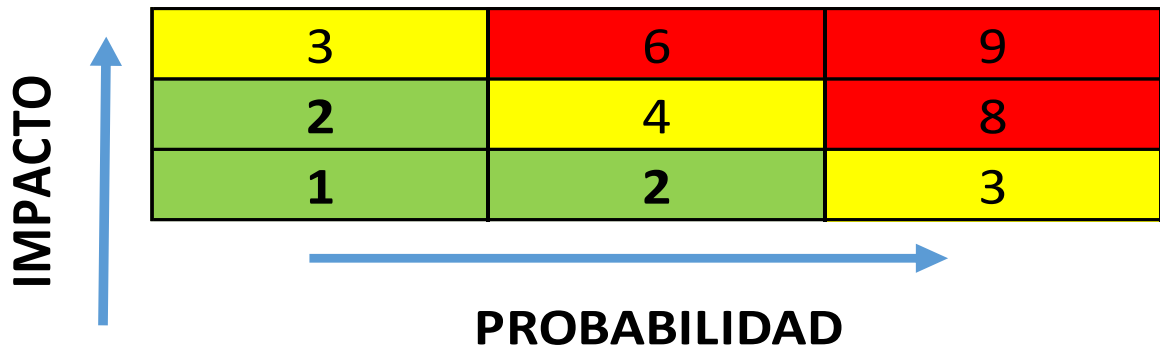 IMPACTO
3 6 9
2 4 8
1 2 3
PROBABILIDAD